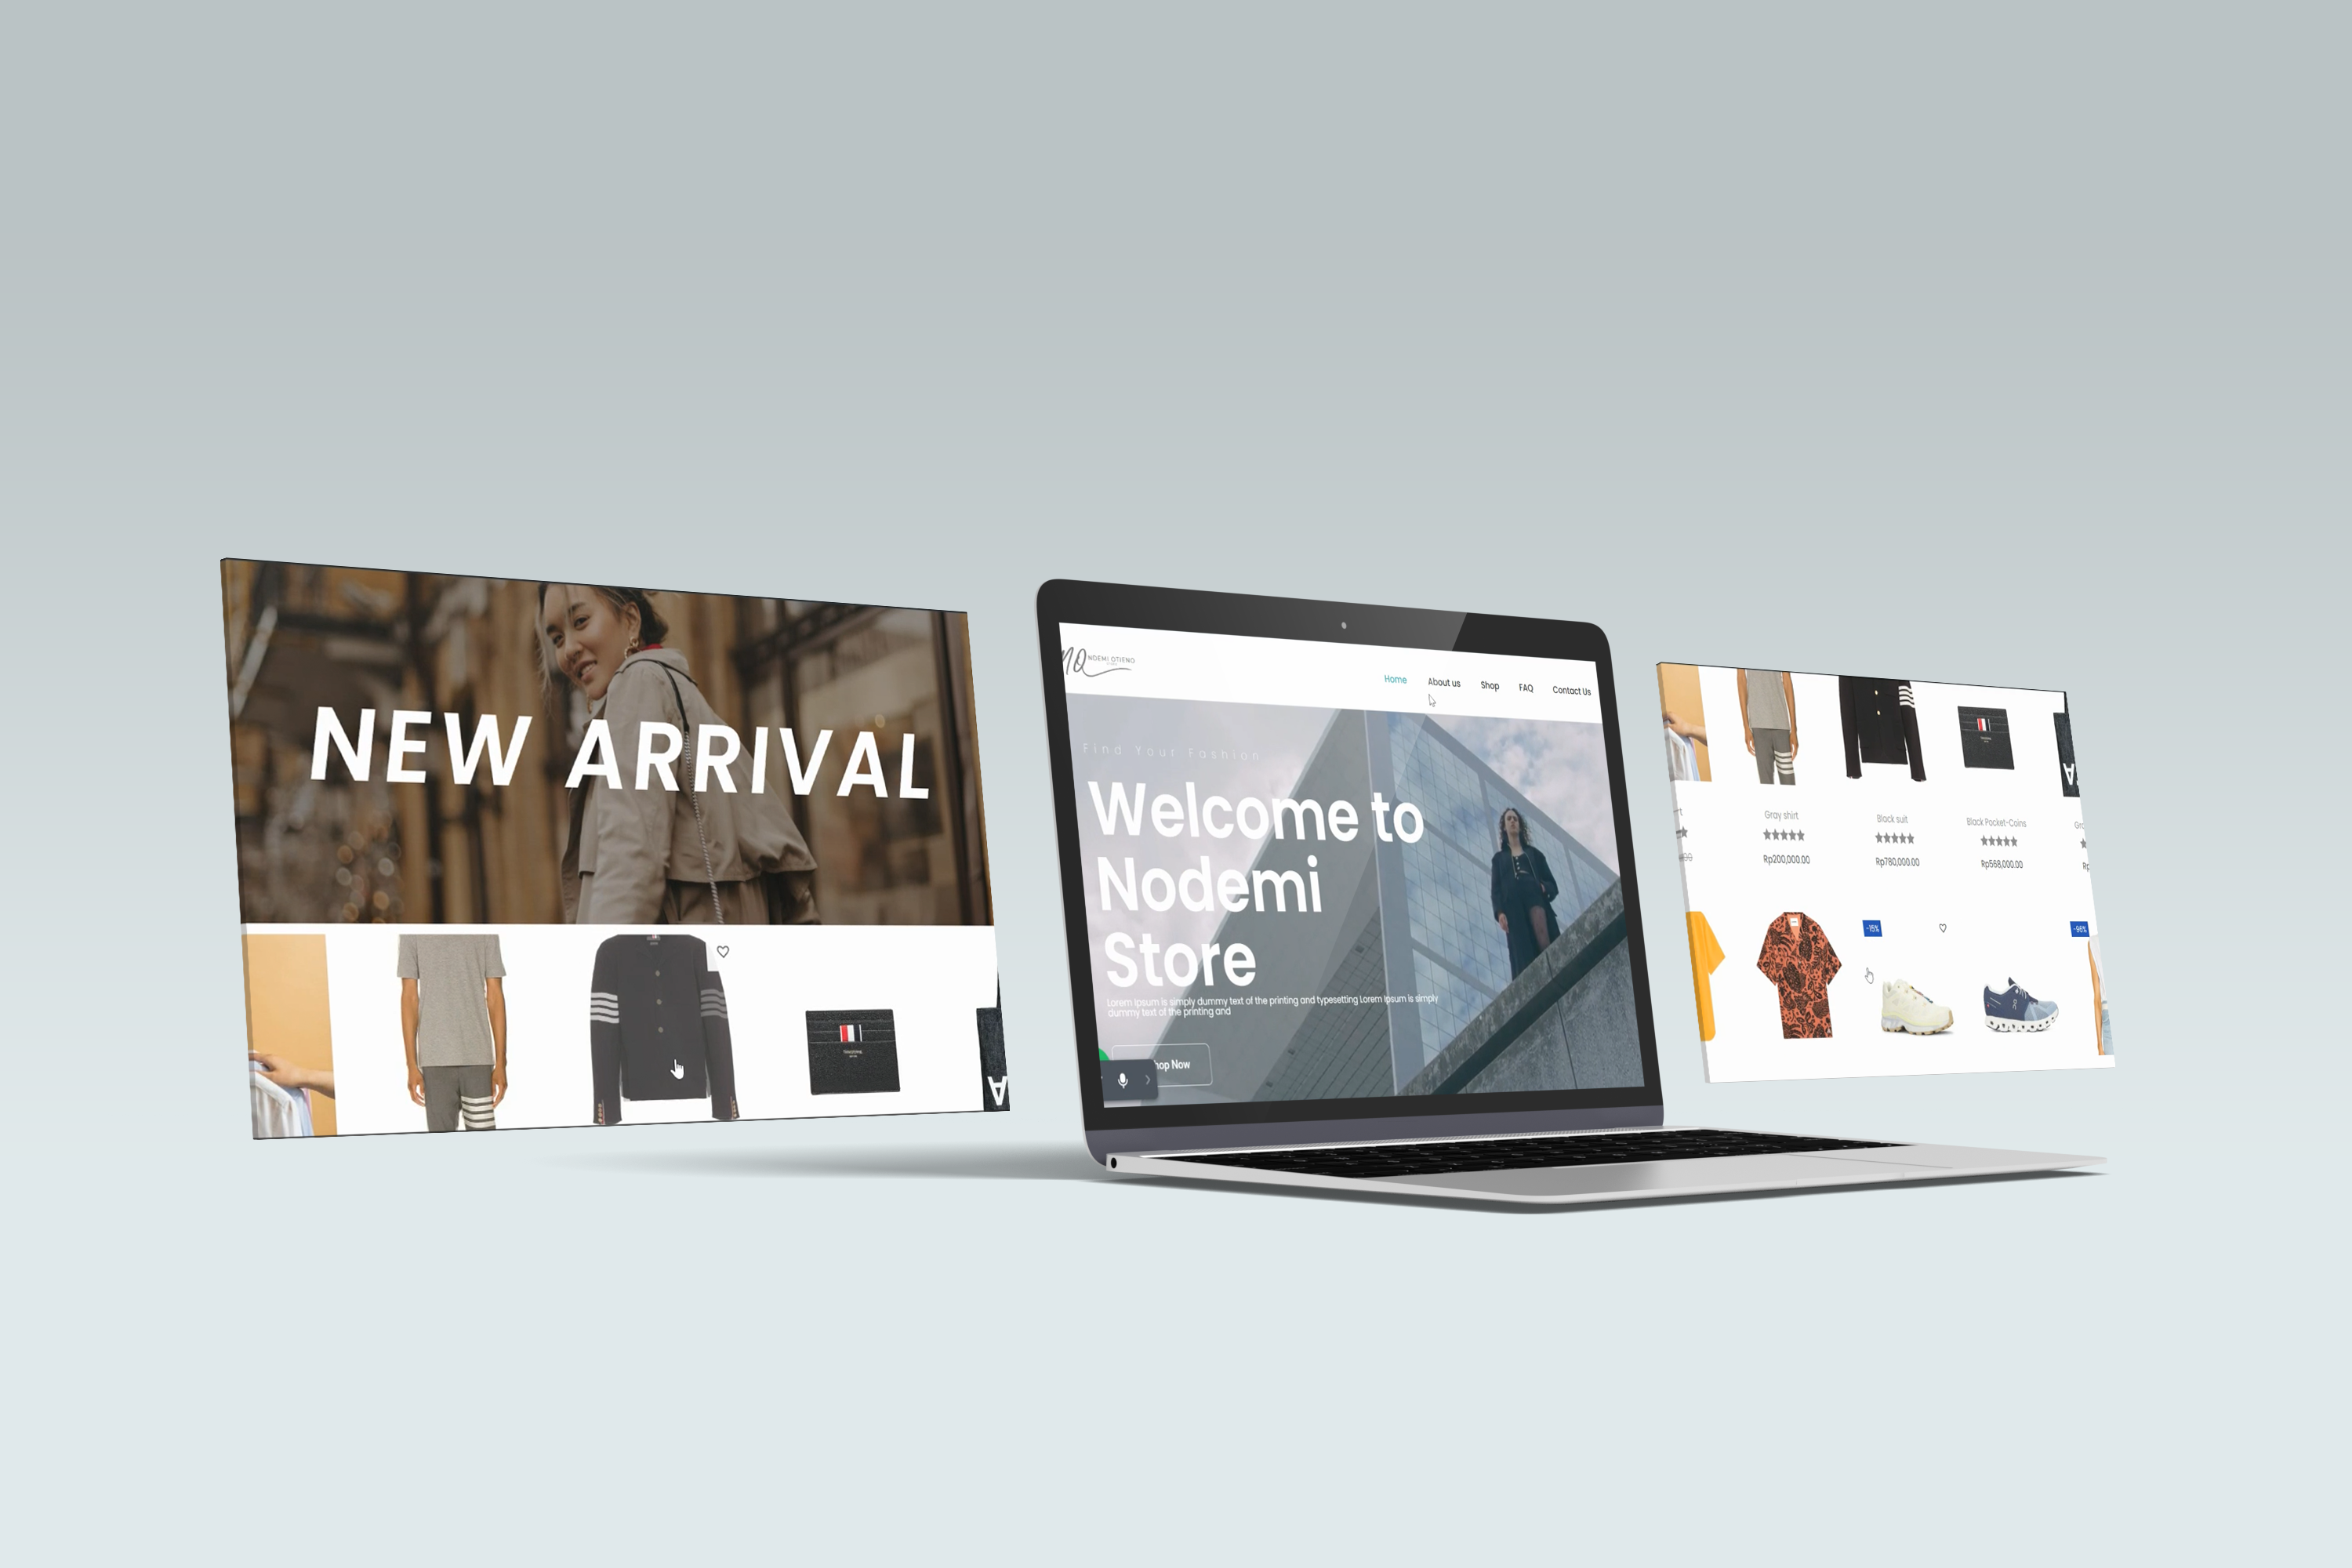 NEW ARRIVAL
NDEMI OTIENO
Home
About us
Shop
FAQ
Contact Us
Find Your Fashion
Welcome to
Nodemi
Store
Lorem Ipsum is simply dummy text of the printing and typesetting Lorem Ipsum is simply
dummy text of the printing and
hop Now
Gray shirt
Rp200,000.00
Black suit
Rp780,000.00
Black Pocket-Coins
Rp568,000.00
-15%
-96%
A
A